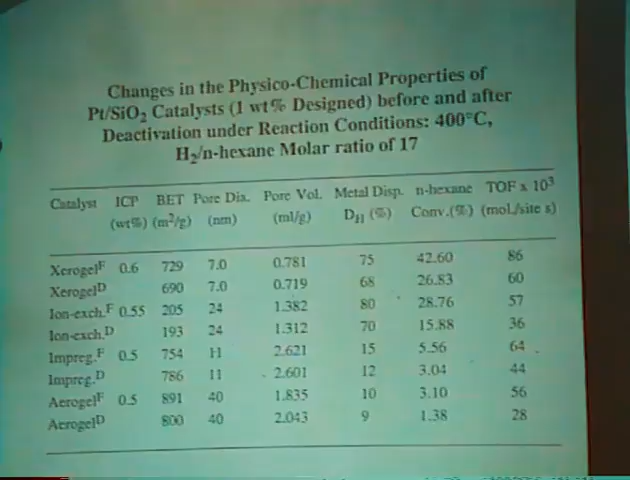 Changes in the Physico-Chemical Properties of
Pt/SiO₂ Catalysts (1 wt% Designed) before and after
Deactivation under Reaction Conditions: 400°C,
H₂/n-hexane Molar ratio of 17
Catalyst ICP BET Pore Dia. Pore Vol. Metal Disp. n-hexane TOF x 10³
(wt%) (m²/g) (nm) (ml/g) D_H (%) Conv.(%) (mol./site s)
Xerogelᶠ 0.6 729 7.0 0.781 75 42.60 86
Xerogelᴰ 690 7.0 0.719 68 26.83 60
Ion-exch.ᶠ 0.55 205 24 1.382 80 28.76 57
Ion-exch.ᴰ 193 24 1.312 70 15.88 36
Impreg.ᶠ 0.5 754 11 2.621 15 5.56 64
Impreg.ᴰ 786 11 2.601 12 3.04 44
Aerogelᶠ 0.5 891 40 1.835 10 3.10 56
Aerogelᴰ 800 40 2.043 9 1.38 28